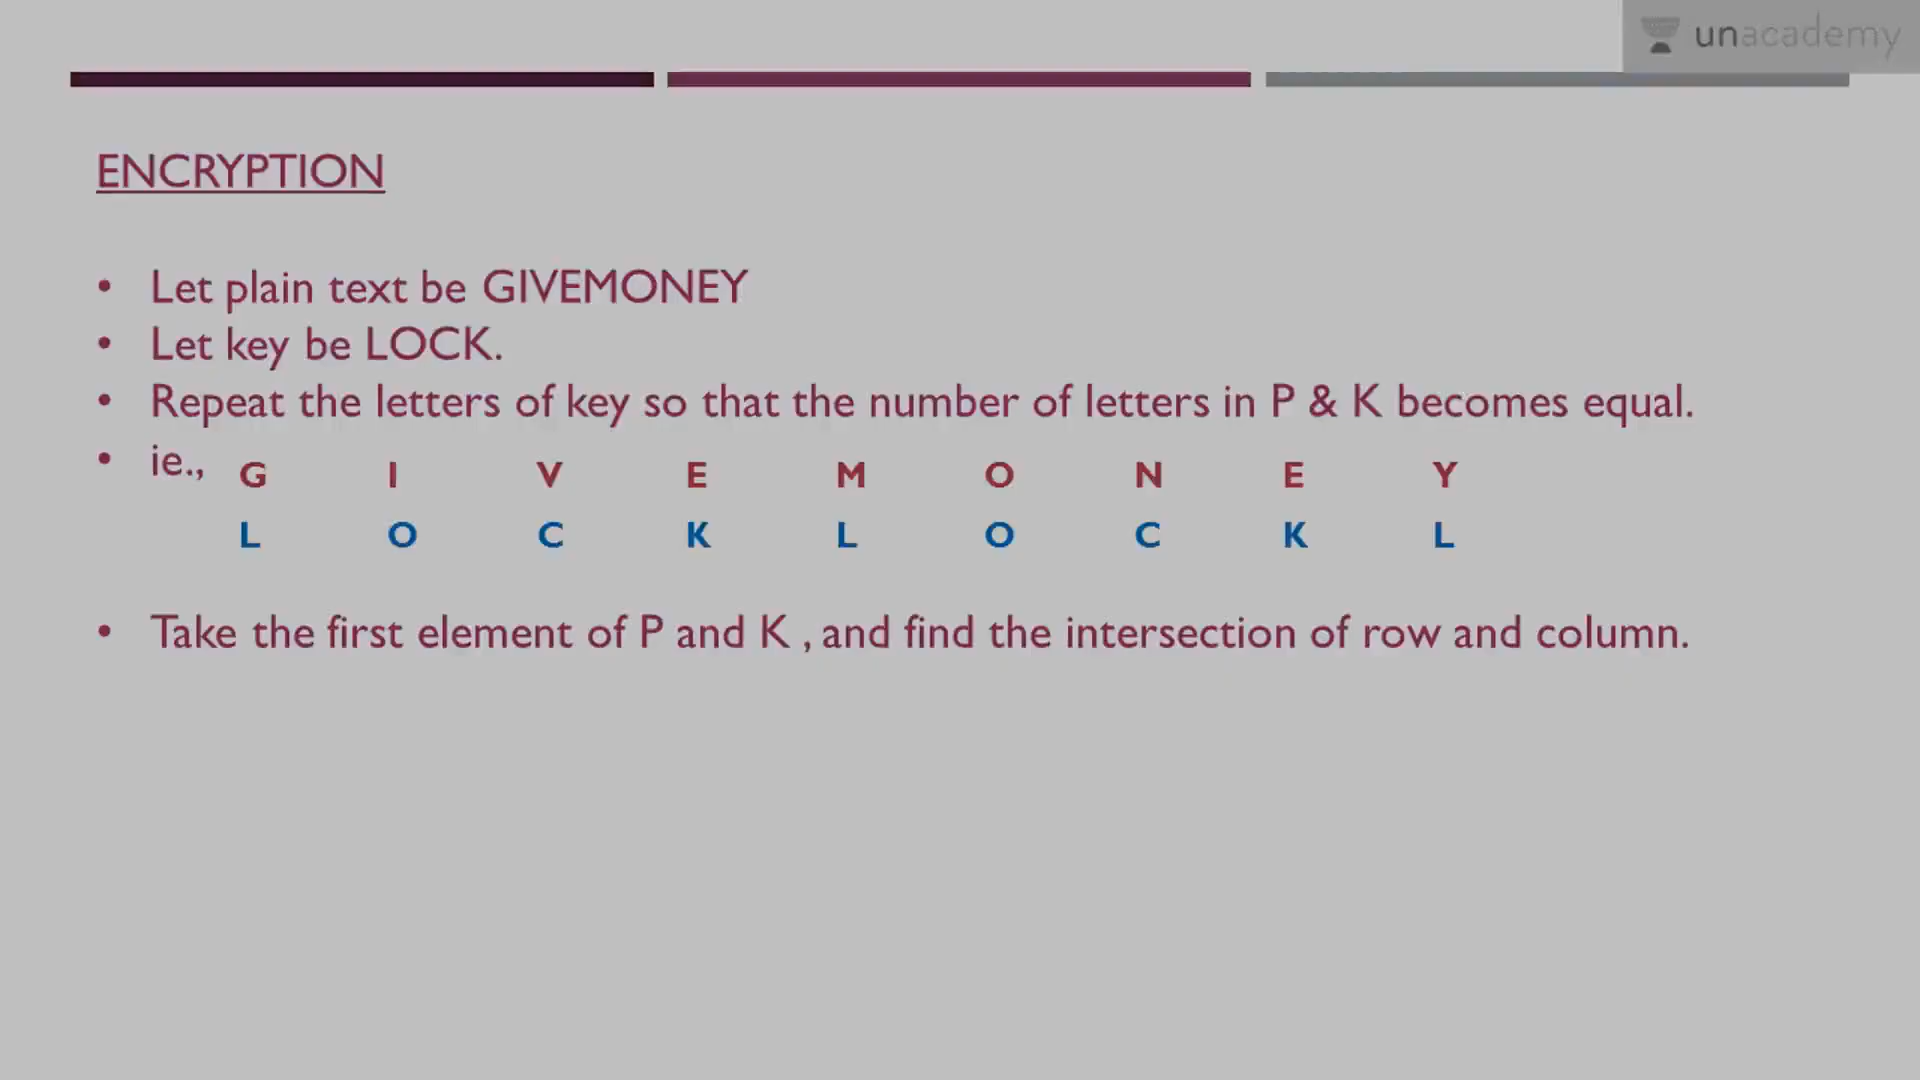 unacademy
ENCRYPTION
• Let plain text be GIVEMONEY
• Let key be LOCK.
• Repeat the letters of key so that the number of letters in P & K becomes equal.
• ie., G I V E M O N E Y
L O C K L O C K L
• Take the first element of P and K , and find the intersection of row and column.